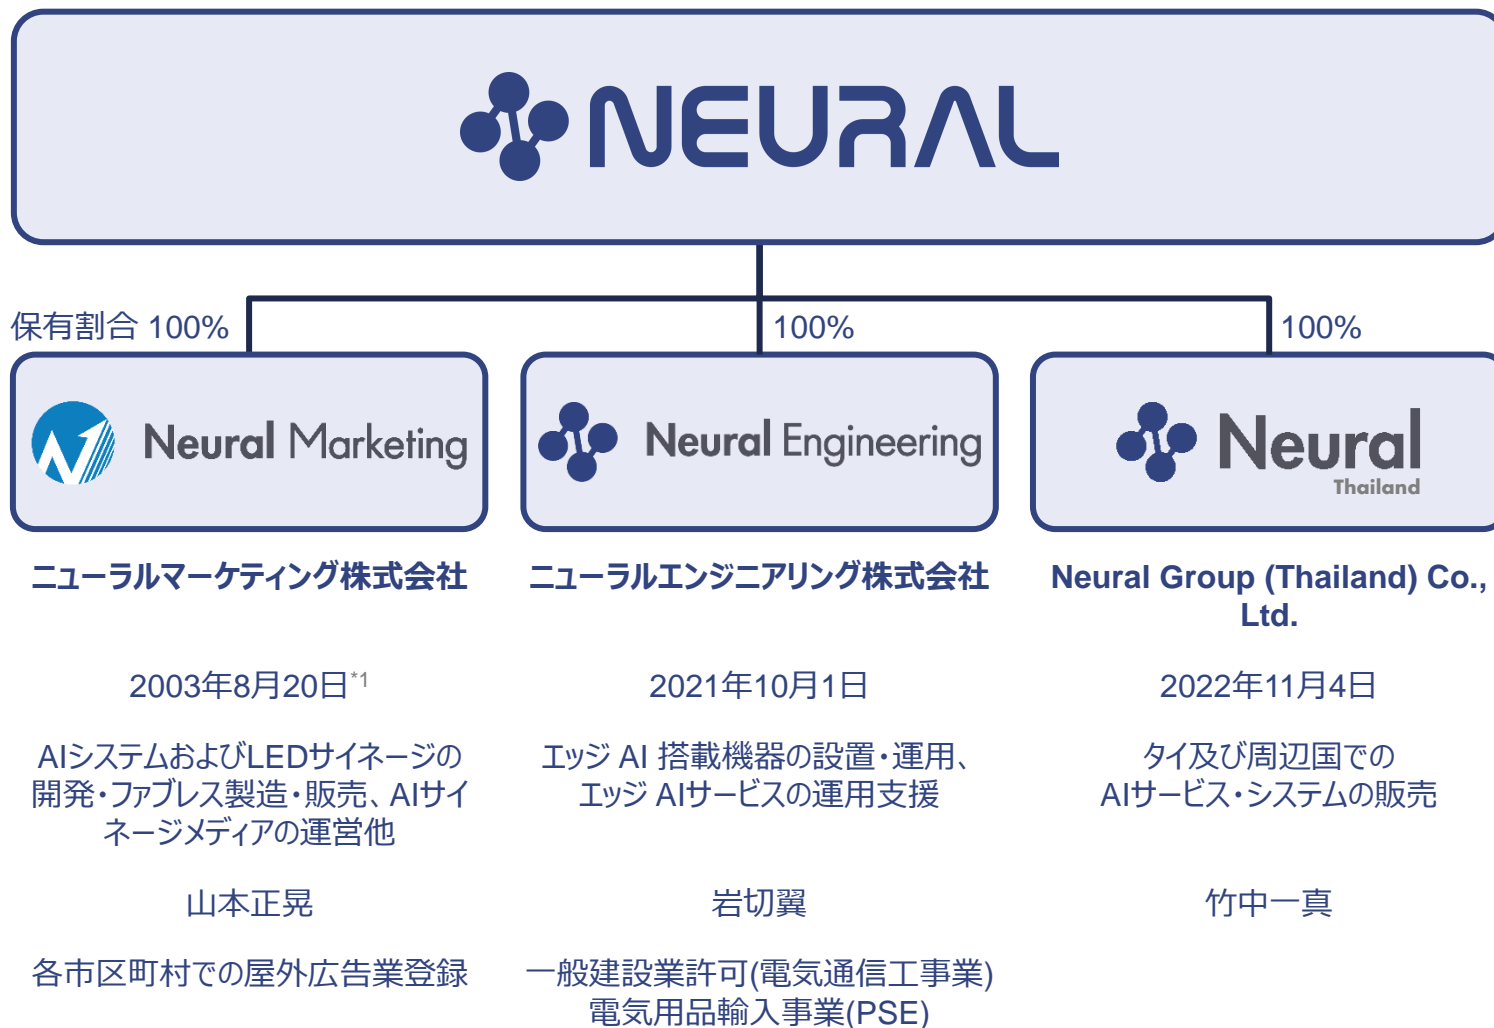 NEURAL
保有割合 100%
100%
100%
Neural Marketing
Neural Engineering
Neural
Thailand
ニューラルマーケティング株式会社
ニューラルエンジニアリング株式会社
Neural Group (Thailand) Co.,
Ltd.
2003年8月20日*1
2021年10月1日
2022年11月4日
AIシステムおよびLEDサイネージの
開発・ファブレス製造・販売、AIサイ
ネージメディアの運営他
エッジ AI 搭載機器の設置・運用、
エッジ AIサービスの運用支援
タイ及び周辺国での
AIサービス・システムの販売
山本正晃
岩切翼
竹中一真
各市区町村での屋外広告業登録
一般建設業許可(電気通信工事業)
電気用品輸入事業(PSE)